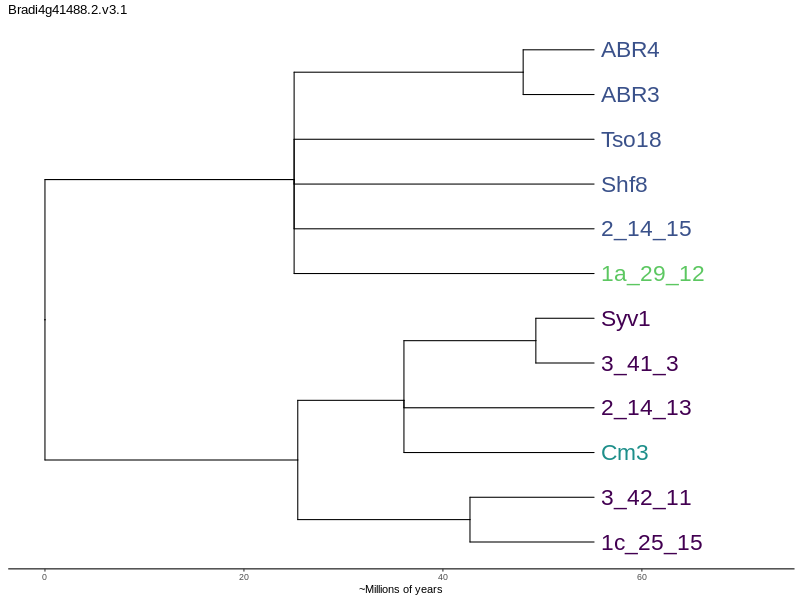 Bradi4g41488.2.v3.1
ABR4
ABR3
Tso18
Shf8
2_14_15
1a_29_12
Syv1
3_41_3
2_14_13
Cm3
3_42_11
1c_25_15
0 20 40 60
~Millions of years